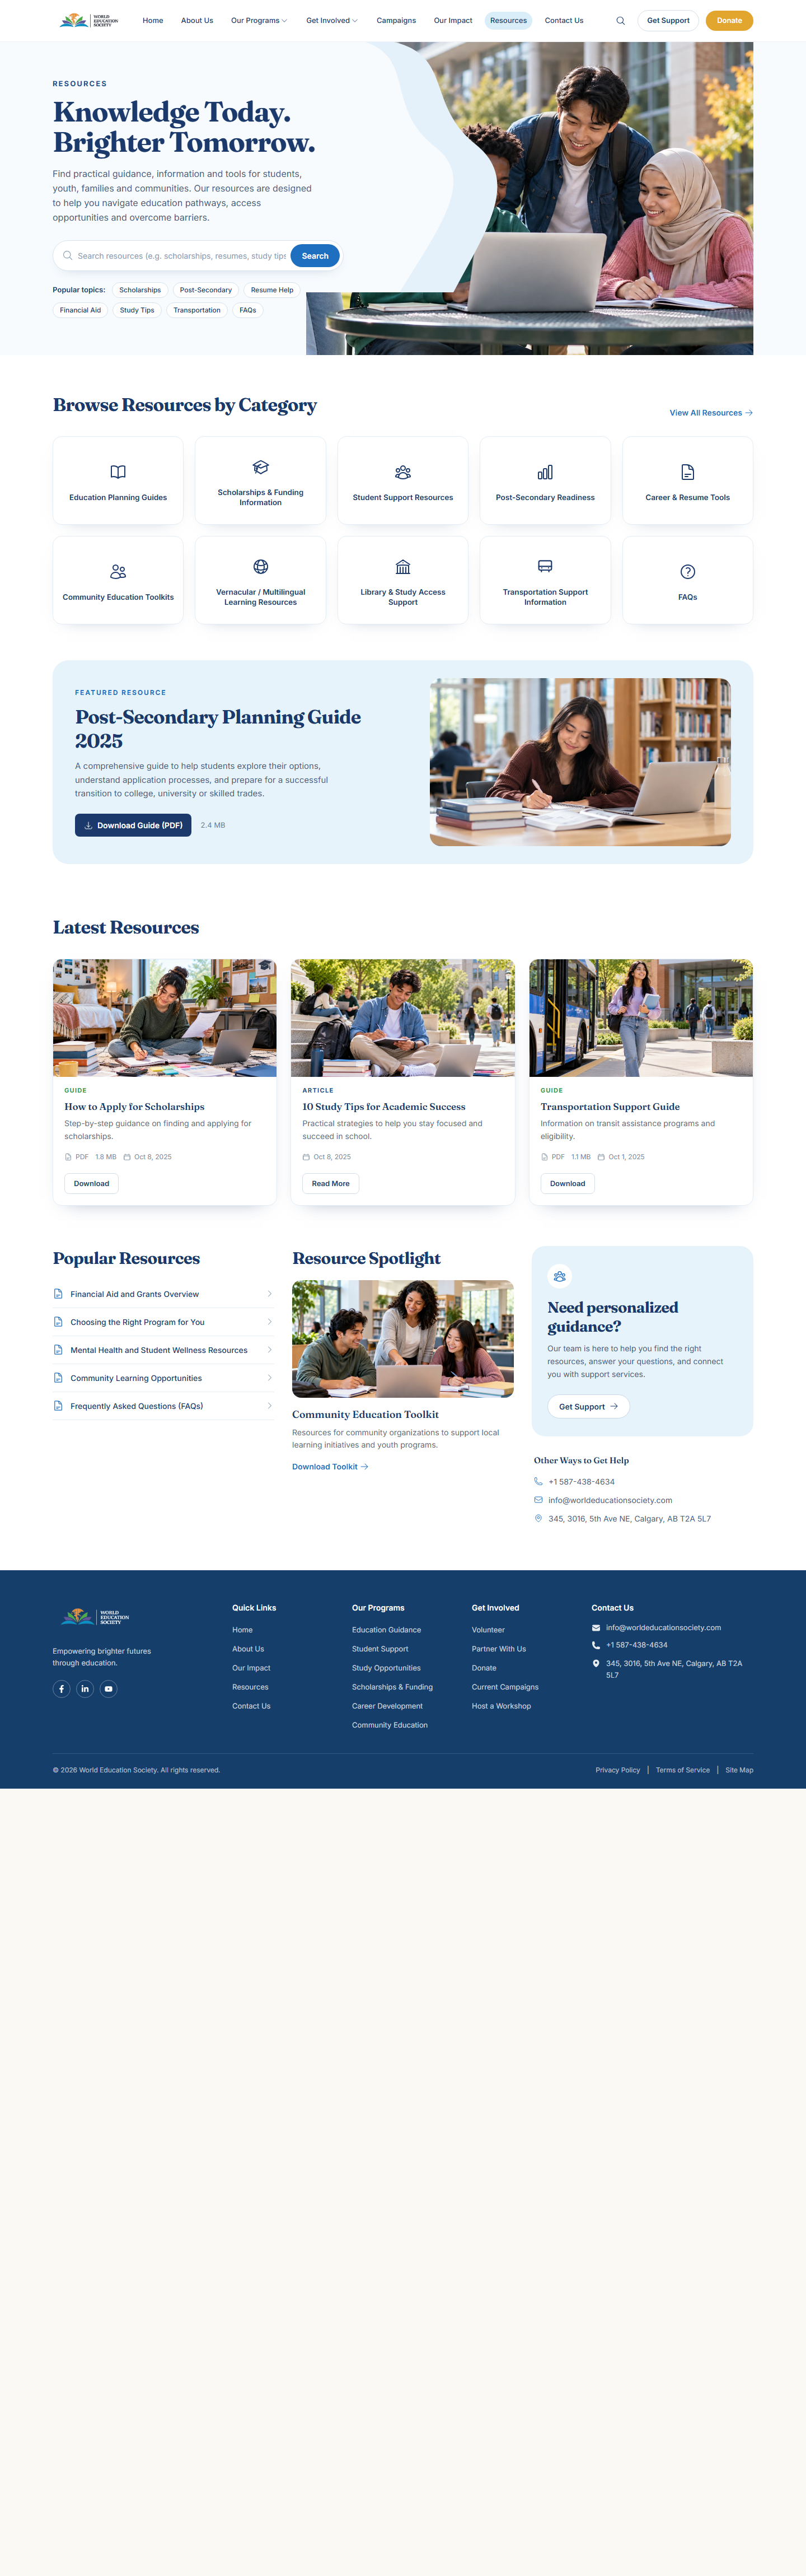 WORLD
EDUCATION
SOCIETY
Home
About Us
Our Programs
Get Involved
Campaigns
Our Impact
Resources
Contact Us
Get Support
Donate
RESOURCES
Knowledge Today.
Brighter Tomorrow.
Find practical guidance, information and tools for students,
youth, families and communities. Our resources are designed
to help you navigate education pathways, access
opportunities and overcome barriers.
Search resources (e.g. scholarships, resumes, study tips
Search
Popular topics:
Scholarships
Post-Secondary
Resume Help
Financial Aid
Study Tips
Transportation
FAQs
Browse Resources by Category
View All Resources
Education Planning Guides
Scholarships & Funding
Information
Student Support Resources
Post-Secondary Readiness
Career & Resume Tools
Community Education Toolkits
Vernacular / Multilingual
Learning Resources
Library & Study Access
Support
Transportation Support
Information
FAQs
FEATURED RESOURCE
Post-Secondary Planning Guide
2025
A comprehensive guide to help students explore their options,
understand application processes, and prepare for a successful
transition to college, university or skilled trades.
Download Guide (PDF)
2.4 MB
Latest Resources
GUIDE
How to Apply for Scholarships
Step-by-step guidance on finding and applying for
scholarships.
PDF 1.8 MB Oct 8, 2025
Download
ARTICLE
10 Study Tips for Academic Success
Practical strategies to help you stay focused and
succeed in school.
Oct 8, 2025
Read More
GUIDE
Transportation Support Guide
Information on transit assistance programs and
eligibility.
PDF 1.1 MB Oct 1, 2025
Download
Popular Resources
Financial Aid and Grants Overview
Choosing the Right Program for You
Mental Health and Student Wellness Resources
Community Learning Opportunities
Frequently Asked Questions (FAQs)
Resource Spotlight
Community Education Toolkit
Resources for community organizations to support local
learning initiatives and youth programs.
Download Toolkit
Need personalized
guidance?
Our team is here to help you find the right
resources, answer your questions, and connect
you with support services.
Get Support
Other Ways to Get Help
+1 587-438-4634
info@worldeducationsociety.com
345, 3016, 5th Ave NE, Calgary, AB T2A 5L7
WORLD
EDUCATION
SOCIETY
Empowering brighter futures
through education.
Quick Links
Home
About Us
Our Impact
Resources
Contact Us
Our Programs
Education Guidance
Student Support
Study Opportunities
Scholarships & Funding
Career Development
Community Education
Get Involved
Volunteer
Partner With Us
Donate
Current Campaigns
Host a Workshop
Contact Us
info@worldeducationsociety.com
+1 587-438-4634
345, 3016, 5th Ave NE, Calgary, AB T2A
5L7
© 2026 World Education Society. All rights reserved.
Privacy Policy | Terms of Service | Site Map